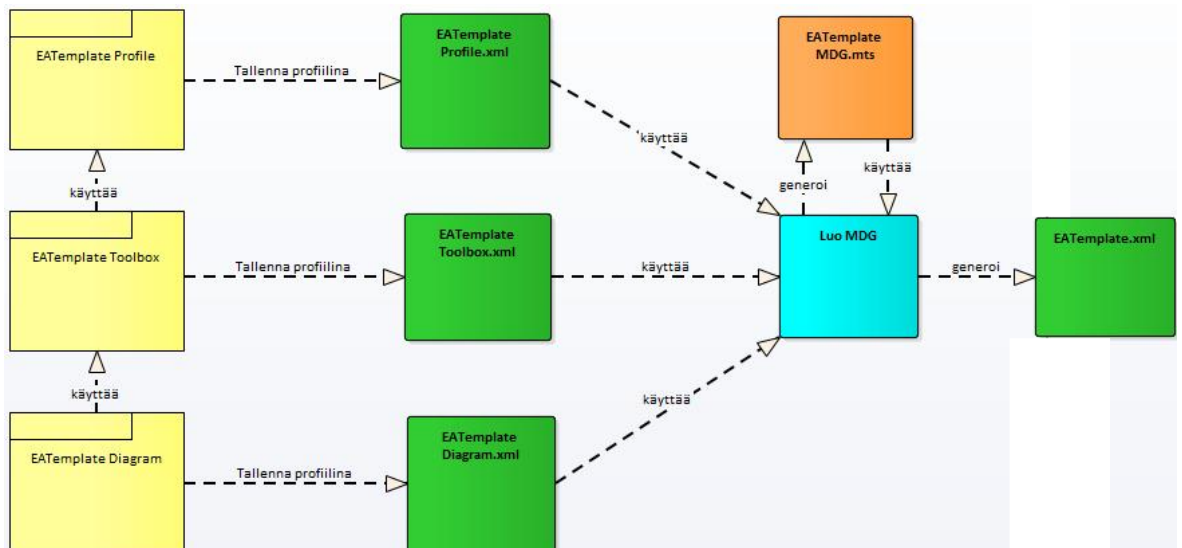 EATemplate Profile
Tallenna profiilina
EATemplate
Profile.xml
käyttää
EATemplate
MDG.mts
generoi
käyttää
käyttää
EATemplate Toolbox
Tallenna profiilina
EATemplate
Toolbox.xml
käyttää
Luo MDG
generoi
EATemplate.xml
käyttää
EATemplate Diagram
Tallenna profiilina
EATemplate
Diagram.xml
käyttää